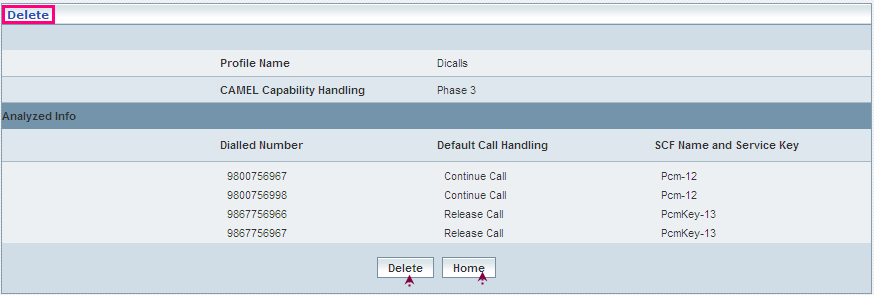 Delete
Profile Name Dicalls
CAMEL Capability Handling Phase 3
Analyzed Info
Dialled Number Default Call Handling SCF Name and Service Key
9800756967 Continue Call Pcm-12
9800756998 Continue Call Pcm-12
9867756966 Release Call PcmKey-13
9867756967 Release Call PcmKey-13
Delete Home